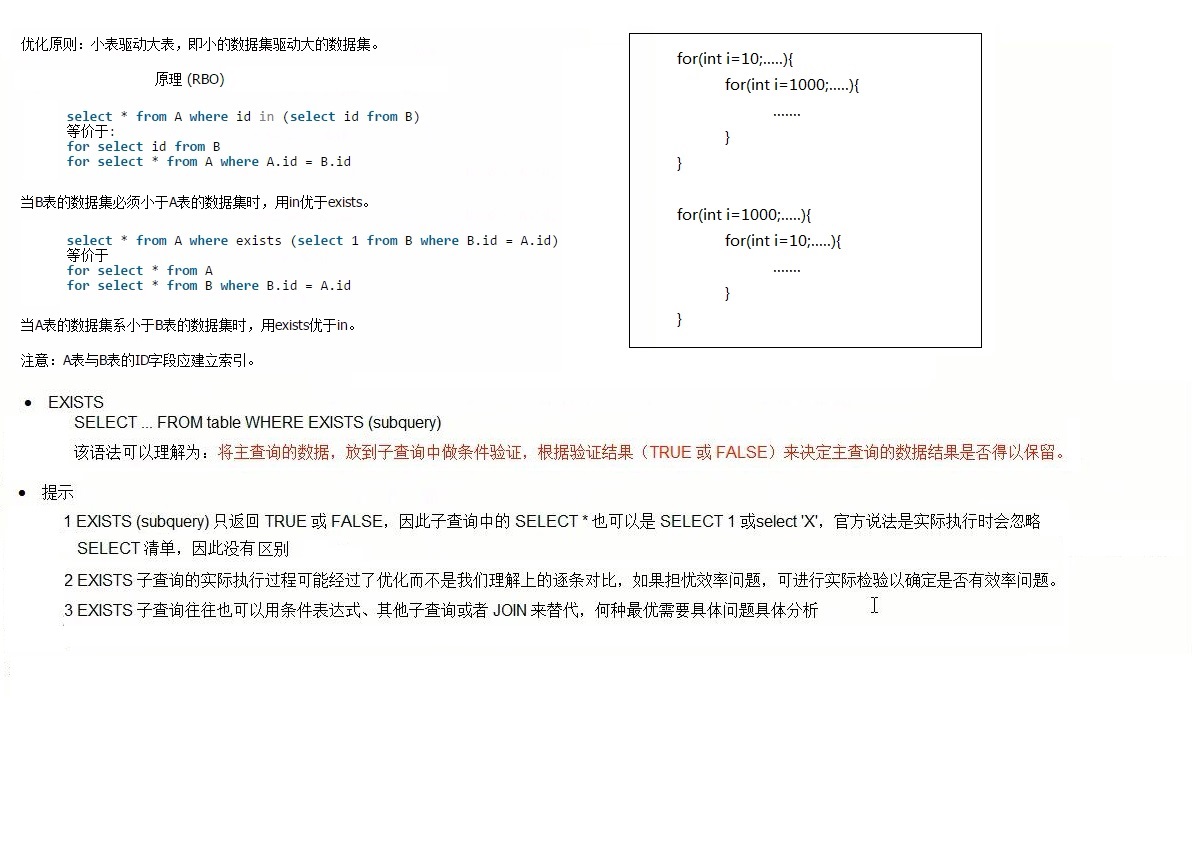 优化原则：小表驱动大表，即小的数据集驱动大的数据集。
原理 (RBO)
select * from A where id in (select id from B)
等价于:
for select id from B
for select * from A where A.id = B.id
当B表的数据集必须小于A表的数据集时，用in优于exists。
select * from A where exists (select 1 from B where B.id = A.id)
等价于
for select * from A
for select * from B where B.id = A.id
当A表的数据集系小于B表的数据集时，用exists优于in。
注意：A表与B表的ID字段应建立索引。
for(int i=10;.....){
for(int i=1000;.....){
.......
}
}
for(int i=1000;.....){
for(int i=10;.....){
.......
}
}
• EXISTS
SELECT ... FROM table WHERE EXISTS (subquery)
该语法可以理解为：将主查询的数据，放到子查询中做条件验证，根据验证结果（TRUE 或 FALSE）来决定主查询的数据结果是否得以保留。
• 提示
1 EXISTS (subquery) 只返回 TRUE 或 FALSE，因此子查询中的 SELECT * 也可以是 SELECT 1 或select 'X'，官方说法是实际执行时会忽略
SELECT 清单，因此没有区别
2 EXISTS 子查询的实际执行过程可能经过了优化而不是我们理解上的逐条对比，如果担忧效率问题，可进行实际检验以确定是否有效率问题。
3 EXISTS 子查询往往也可以用条件表达式、其他子查询或者 JOIN 来替代，何种最优需要具体问题具体分析